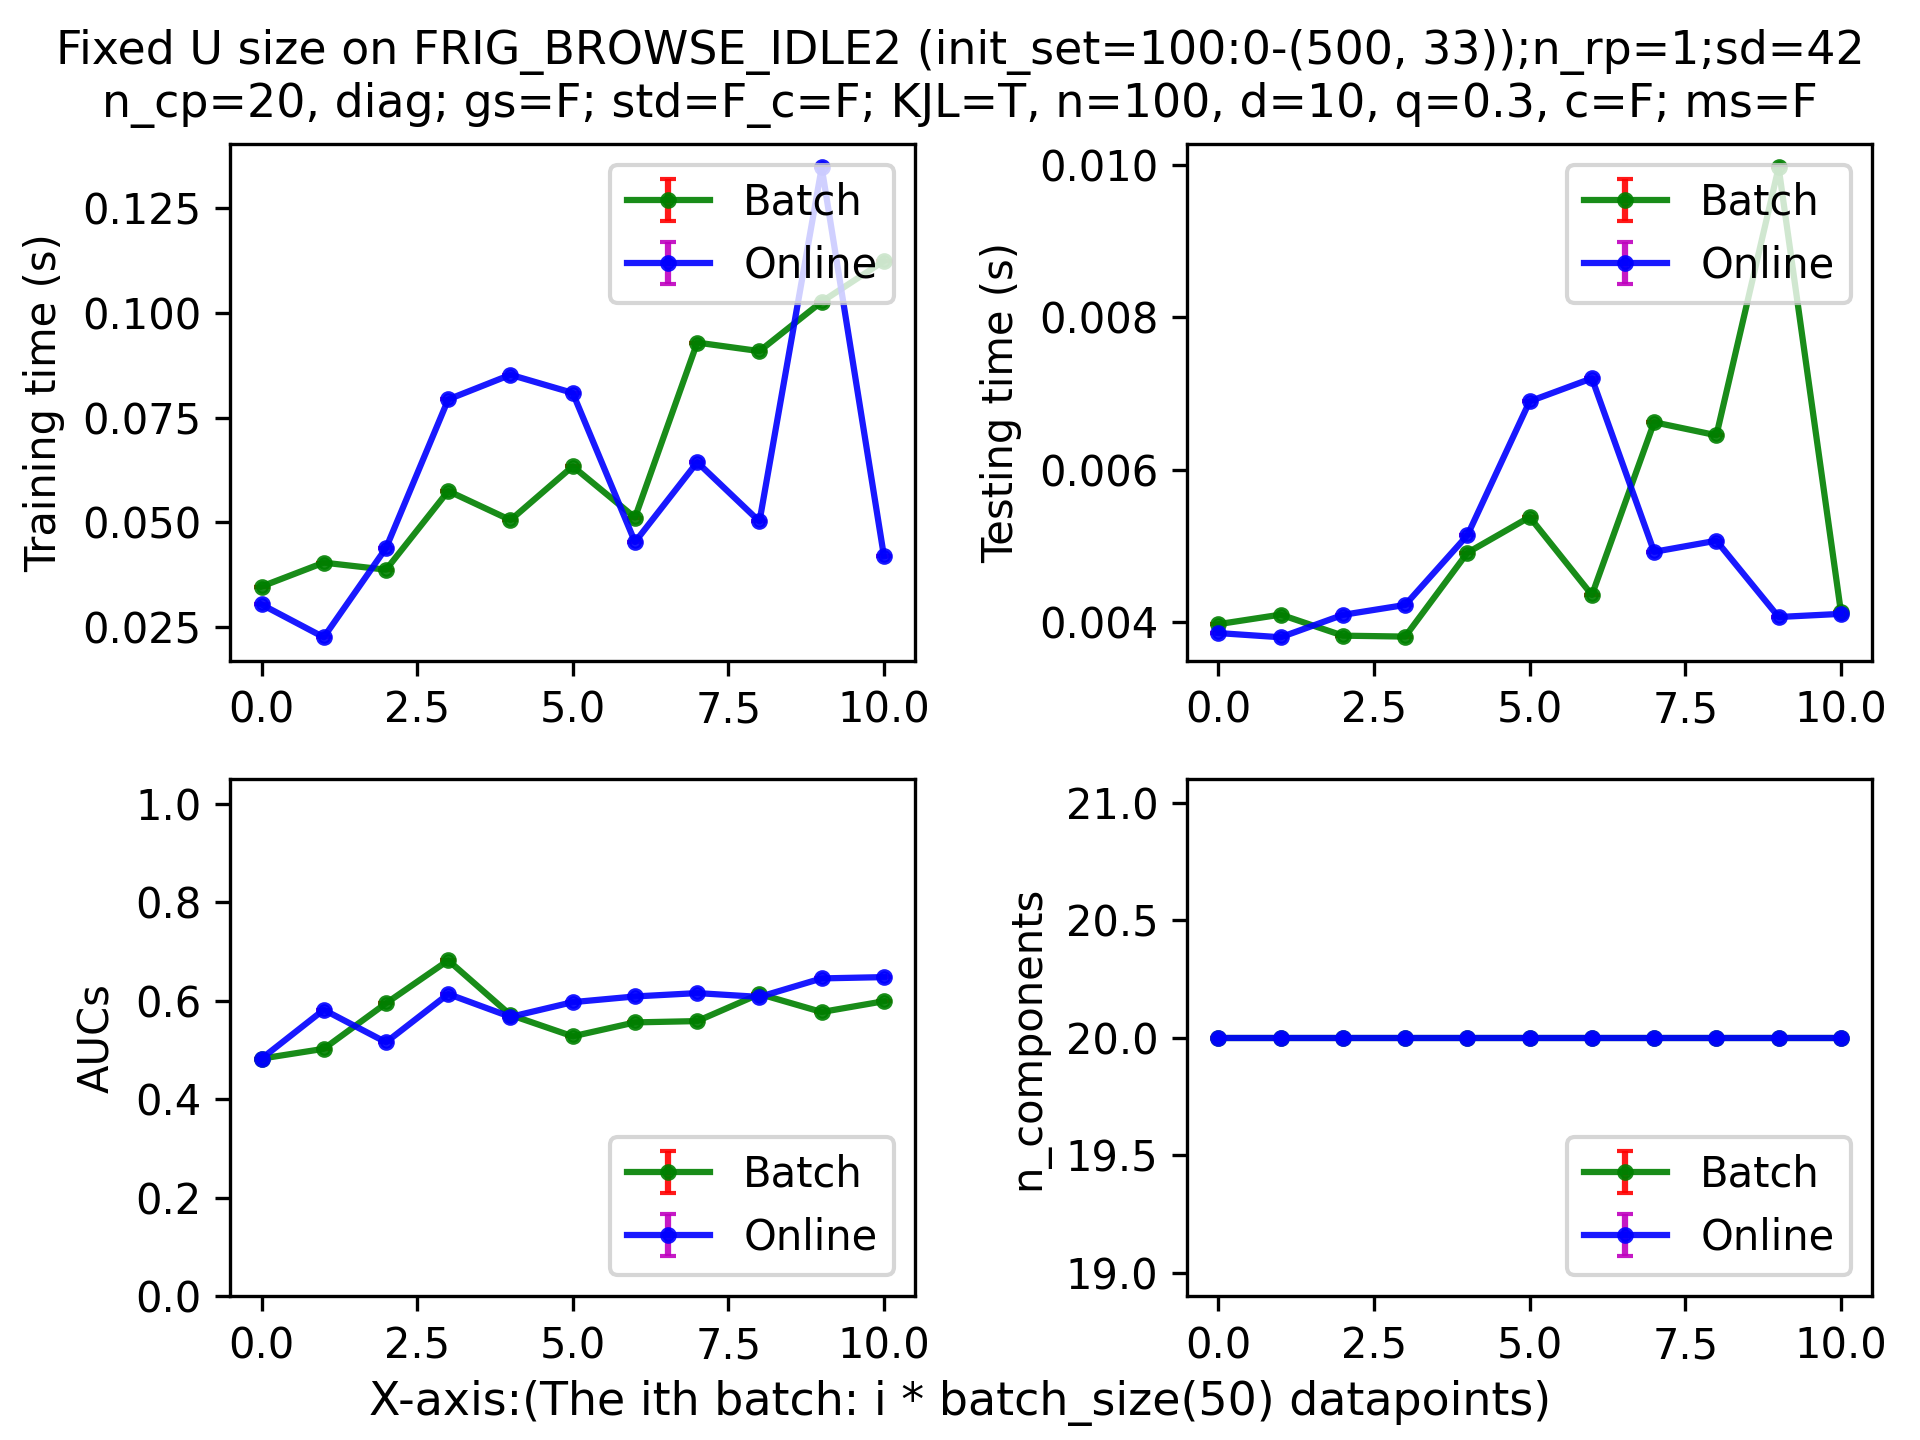 Fixed U size on FRIG_BROWSE_IDLE2 (init_set=100:0-(500, 33));n_rp=1;sd=42
n_cp=20, diag; gs=F; std=F_c=F; KJL=T, n=100, d=10, q=0.3, c=F; ms=F
Training time (s)
0.125
0.100
0.075
0.050
0.025
Batch
Online
0.0 2.5 5.0 7.5 10.0
Testing time (s)
0.010
0.008
0.006
0.004
Batch
Online
0.0 2.5 5.0 7.5 10.0
AUCs
1.0
0.8
0.6
0.4
0.2
0.0
Batch
Online
0.0 2.5 5.0 7.5 10.0
n_components
21.0
20.5
20.0
19.5
19.0
Batch
Online
0.0 2.5 5.0 7.5 10.0
X-axis:(The ith batch: i * batch_size(50) datapoints)